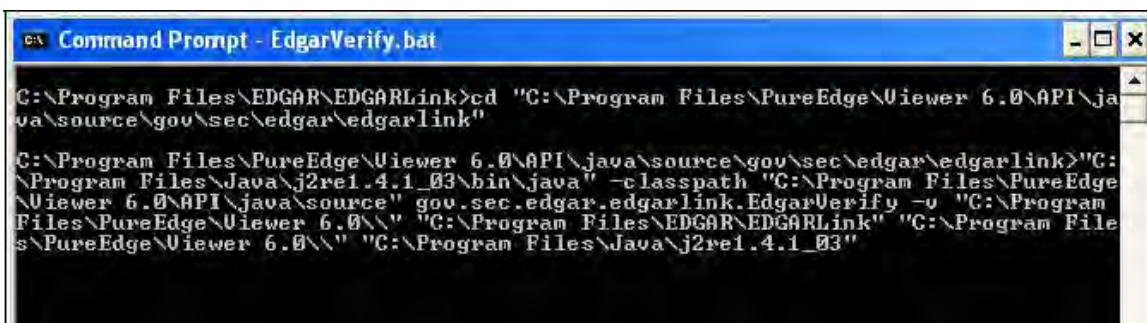 Command Prompt - EdgarVerify.bat
C:\Program Files\EDGAR\EDGARLink>cd "C:\Program Files\PureEdge\Viewer 6.0\API\ja
va\source\gov\sec\edgar\edgarlink"
C:\Program Files\PureEdge\Viewer 6.0\API\java\source\gov\sec\edgar\edgarlink>"C:
\Program Files\Java\j2re1.4.1_03\bin\java" -classpath "C:\Program Files\PureEdge
\Viewer 6.0\API\java\source" gov.sec.edgar.edgarlink.EdgarVerify -v "C:\Program 
Files\PureEdge\Viewer 6.0\\" "C:\Program Files\EDGAR\EDGARLink" "C:\Program File
s\PureEdge\Viewer 6.0\\" "C:\Program Files\Java\j2re1.4.1_03"